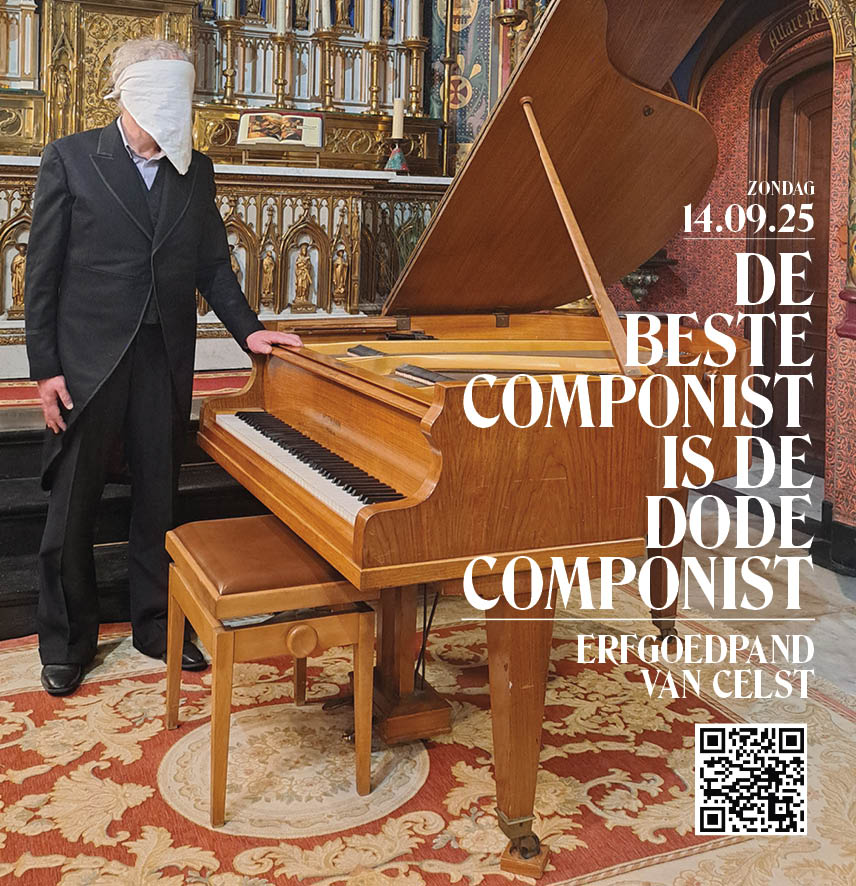 ZONDAG
14.09.25
DE
BESTE
COMPONIST
IS DE
DODE
COMPONIST
ERFGOEDPAND
VAN CELST